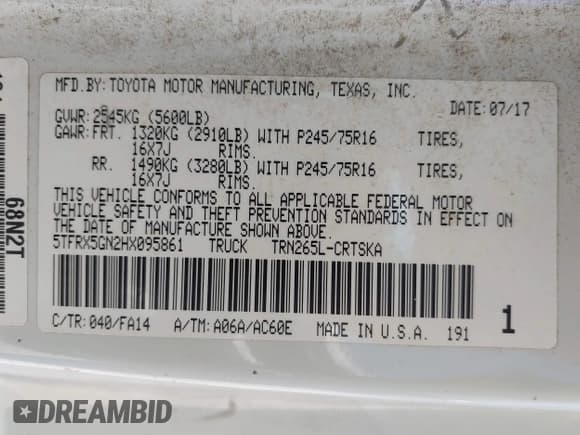 MFD.BY:TOYOTA MOTOR MANUFACTURING, TEXAS, INC.
DATE:07/17
GVWR:2545KG (5600LB)
GAWR:FRT. 1320KG (2910LB) WITH P245/75R16 TIRES,
16X7J RIMS.
RR. 1490KG (3280LB) WITH P245/75R16 TIRES,
16X7J RIMS.
THIS VEHICLE CONFORMS TO ALL APPLICABLE FEDERAL MOTOR
VEHICLE SAFETY AND THEFT PREVENTION STANDARDS IN EFFECT ON
THE DATE OF MANUFACTURE SHOWN ABOVE.
5TFRX5GN2HX095861 TRUCK TRN265L-CRTSKA
C/TR:040/FA14 A/TM:A06A/AC60E MADE IN U.S.A. 191
1
68N2T
DREAMBID